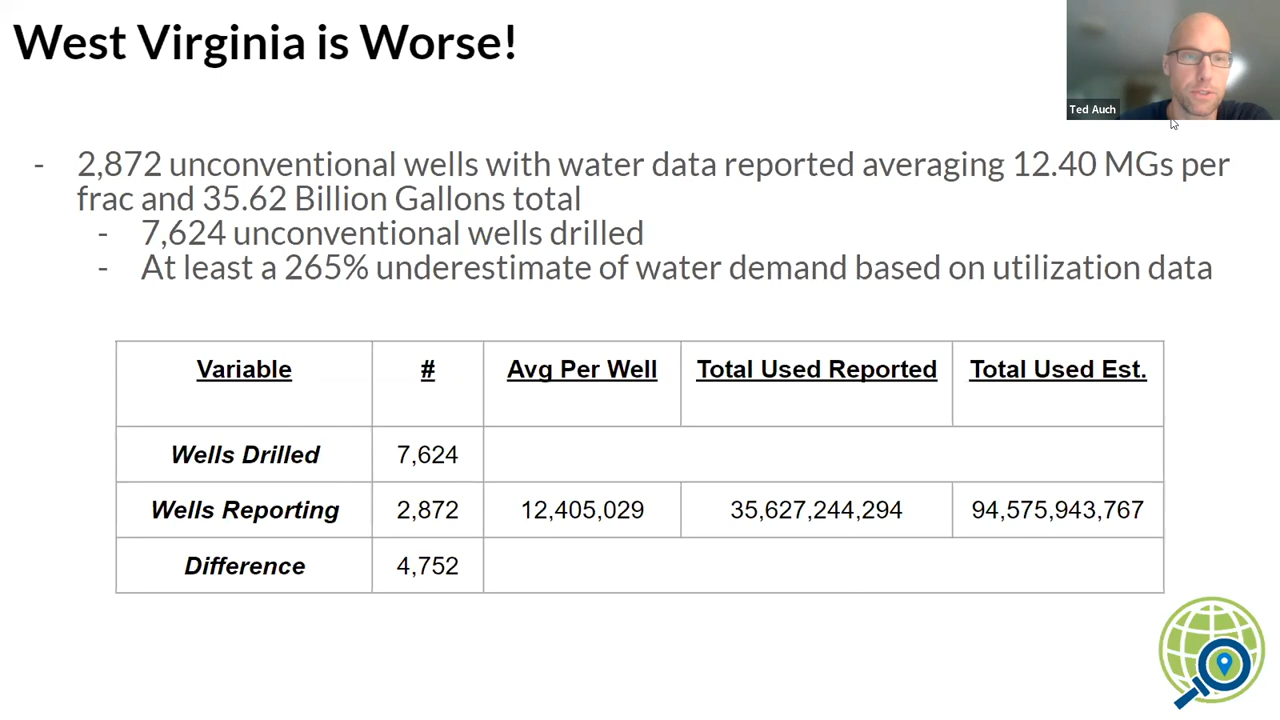 West Virginia is Worse!
Ted Auch
- 2,872 unconventional wells with water data reported averaging 12.40 MGs per
frac and 35.62 Billion Gallons total
- 7,624 unconventional wells drilled
- At least a 265% underestimate of water demand based on utilization data
Variable # Avg Per Well Total Used Reported Total Used Est.
Wells Drilled 7,624
Wells Reporting 2,872 12,405,029 35,627,244,294 94,575,943,767
Difference 4,752